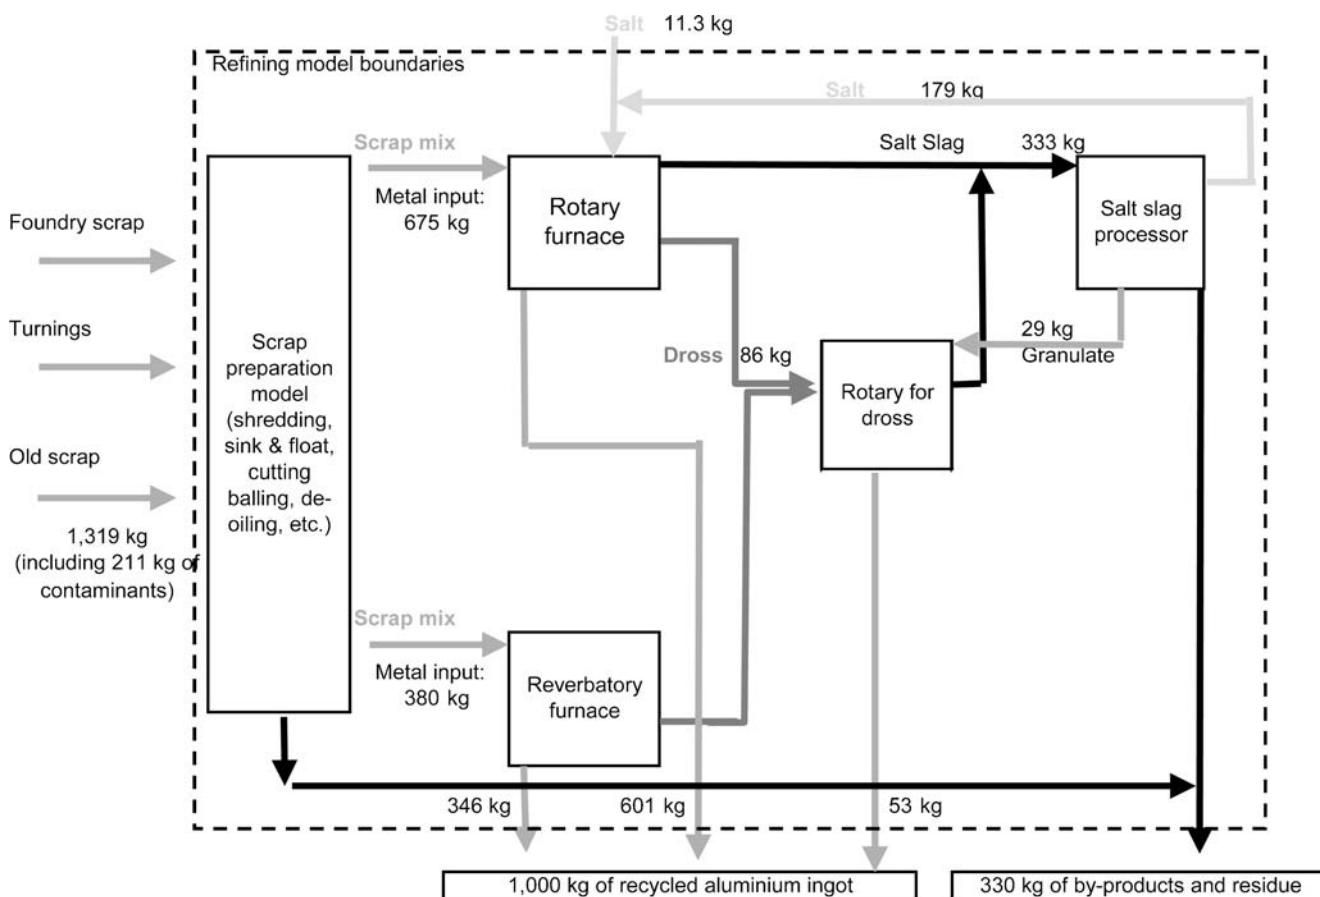 Salt 11.3 kg
Refining model boundaries
Salt 179 kg
Scrap mix
Salt Slag 333 kg
Metal input:
675 kg
Rotary
furnace
Salt slag
processor
Foundry scrap
Turnings
Old scrap
1,319 kg
(including 211 kg of
contaminants)
Scrap
preparation
model
(shredding,
sink & float,
cutting
balling, de-
oiling, etc.)
Dross 86 kg
29 kg
Granulate
Rotary for
dross
Scrap mix
Metal input:
380 kg
Reverbatory
furnace
346 kg
601 kg
53 kg
1,000 kg of recycled aluminium ingot
330 kg of by-products and residue